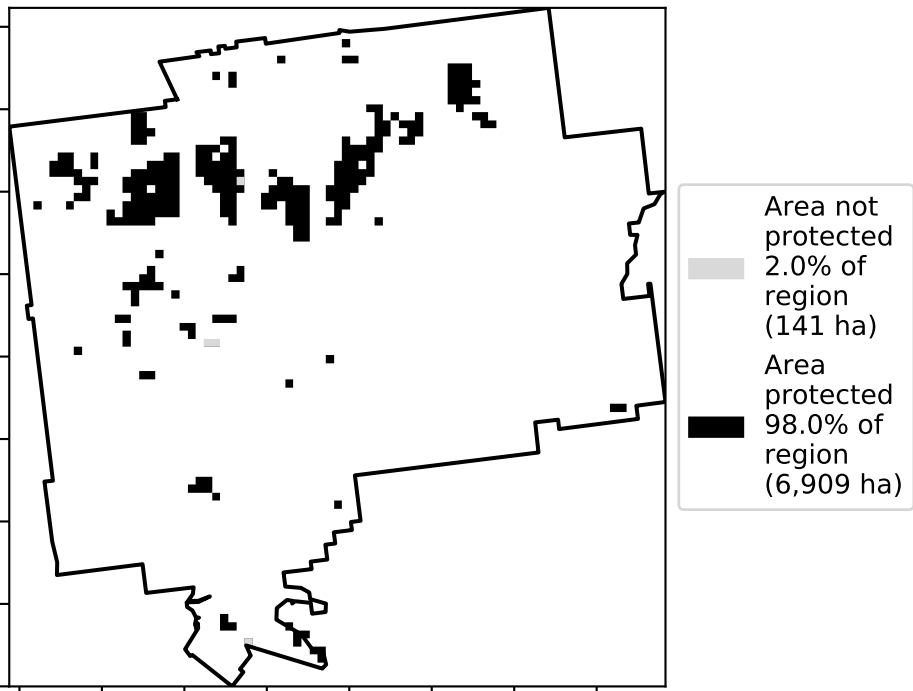 Area not
protected
2.0% of
region
(141 ha)
Area
protected
98.0% of
region
(6,909 ha)